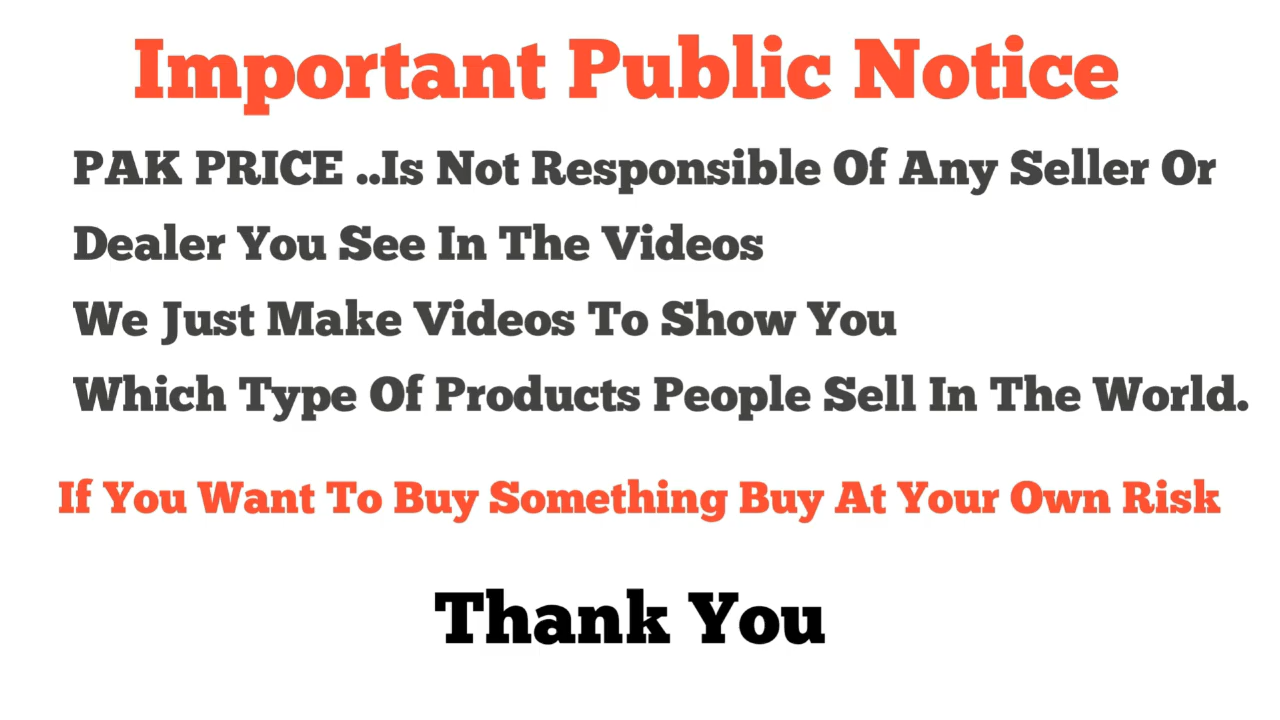 Important Public Notice
PAK PRICE ..Is Not Responsible Of Any Seller Or
Dealer You See In The Videos
We Just Make Videos To Show You
Which Type Of Products People Sell In The World.
If You Want To Buy Something Buy At Your Own Risk
Thank You